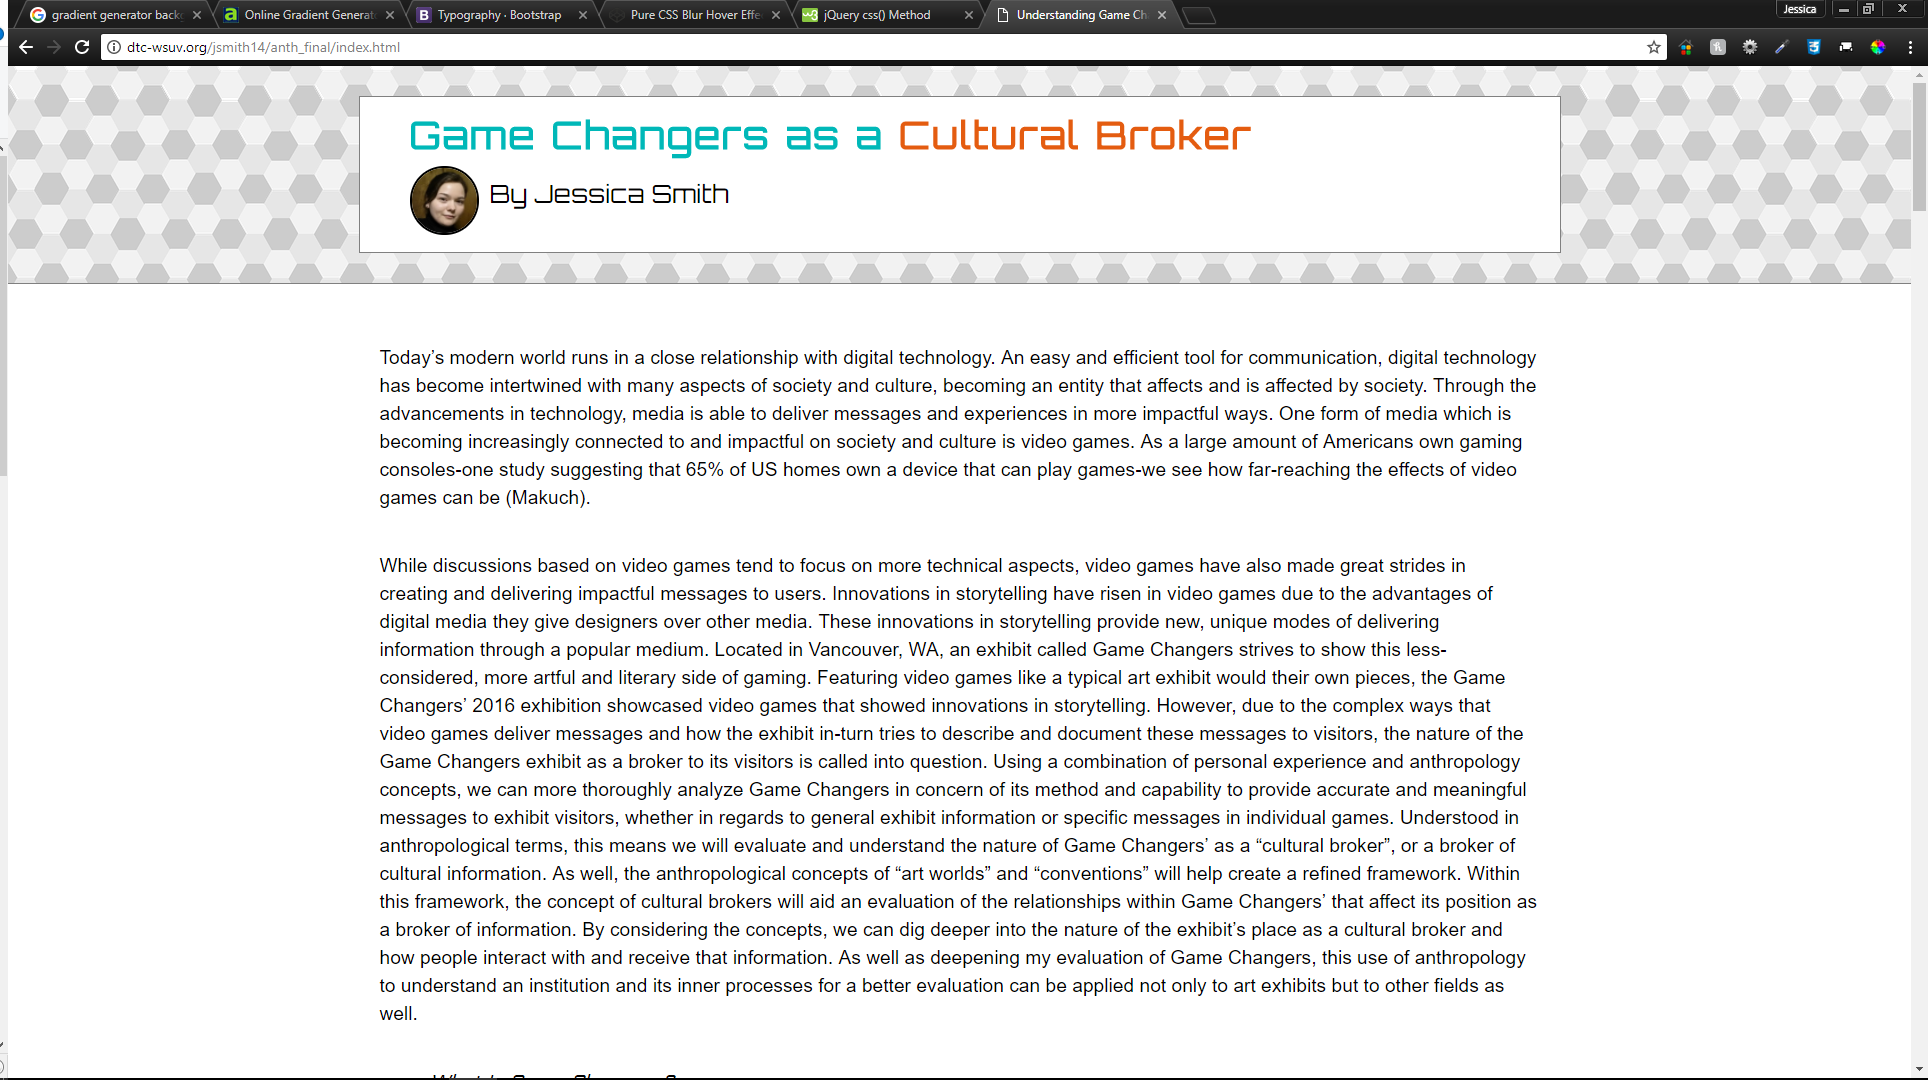 gradient generator back
Online Gradient Generat
Typography · Bootstrap
Pure CSS Blur Hover Effe
jQuery css() Method
Understanding Game Ch
Jessica
dtc-wsuv.org/jsmith14/anth_final/index.html
Game Changers as a Cultural Broker
By Jessica Smith
Today’s modern world runs in a close relationship with digital technology. An easy and efficient tool for communication, digital technology
has become intertwined with many aspects of society and culture, becoming an entity that affects and is affected by society. Through the
advancements in technology, media is able to deliver messages and experiences in more impactful ways. One form of media which is
becoming increasingly connected to and impactful on society and culture is video games. As a large amount of Americans own gaming
consoles-one study suggesting that 65% of US homes own a device that can play games-we see how far-reaching the effects of video
games can be (Makuch).
While discussions based on video games tend to focus on more technical aspects, video games have also made great strides in
creating and delivering impactful messages to users. Innovations in storytelling have risen in video games due to the advantages of
digital media they give designers over other media. These innovations in storytelling provide new, unique modes of delivering
information through a popular medium. Located in Vancouver, WA, an exhibit called Game Changers strives to show this less-
considered, more artful and literary side of gaming. Featuring video games like a typical art exhibit would their own pieces, the Game
Changers’ 2016 exhibition showcased video games that showed innovations in storytelling. However, due to the complex ways that
video games deliver messages and how the exhibit in-turn tries to describe and document these messages to visitors, the nature of the
Game Changers exhibit as a broker to its visitors is called into question. Using a combination of personal experience and anthropology
concepts, we can more thoroughly analyze Game Changers in concern of its method and capability to provide accurate and meaningful
messages to exhibit visitors, whether in regards to general exhibit information or specific messages in individual games. Understood in
anthropological terms, this means we will evaluate and understand the nature of Game Changers’ as a “cultural broker”, or a broker of
cultural information. As well, the anthropological concepts of “art worlds” and “conventions” will help create a refined framework. Within
this framework, the concept of cultural brokers will aid an evaluation of the relationships within Game Changers’ that affect its position as
a broker of information. By considering the concepts, we can dig deeper into the nature of the exhibit’s place as a cultural broker and
how people interact with and receive that information. As well as deepening my evaluation of Game Changers, this use of anthropology
to understand an institution and its inner processes for a better evaluation can be applied not only to art exhibits but to other fields as
well.